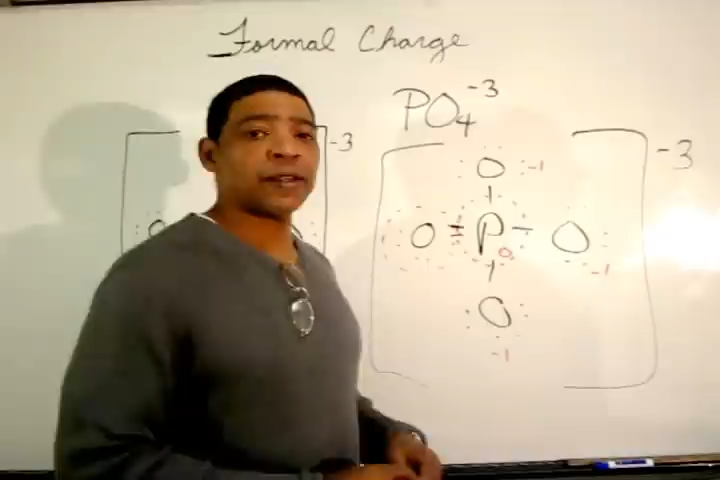 Formal Charge
PO₄⁻³
-3
-3
O -1
O = P - O
0 -1
O
-1